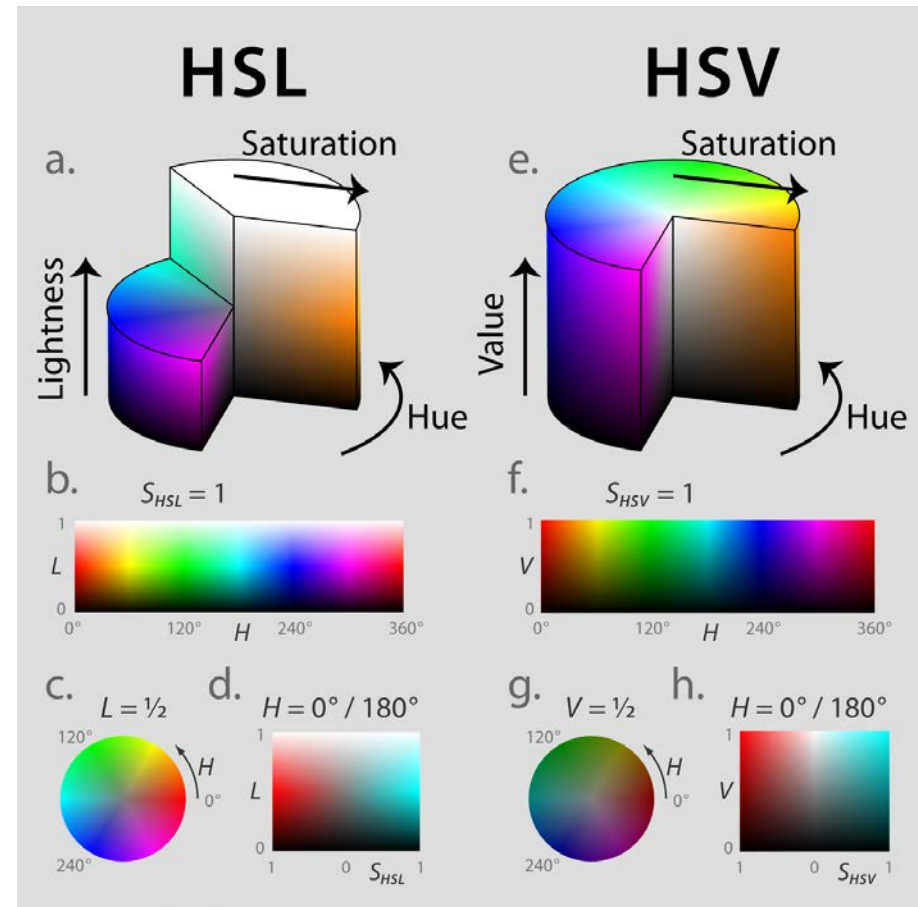 HSL
a.
Saturation
Lightness
Hue
b.
S_HSL = 1
1
L
0
0°
120°
H
240°
360°
c.
L = ½
120°
H
0°
240°
d.
H = 0° / 180°
1
L
0
1
0
S_HSL
1
HSV
e.
Saturation
Value
Hue
f.
S_HSV = 1
1
V
0
0°
120°
H
240°
360°
g.
V = ½
120°
H
0°
240°
h.
H = 0° / 180°
1
V
0
1
0
S_HSV
1